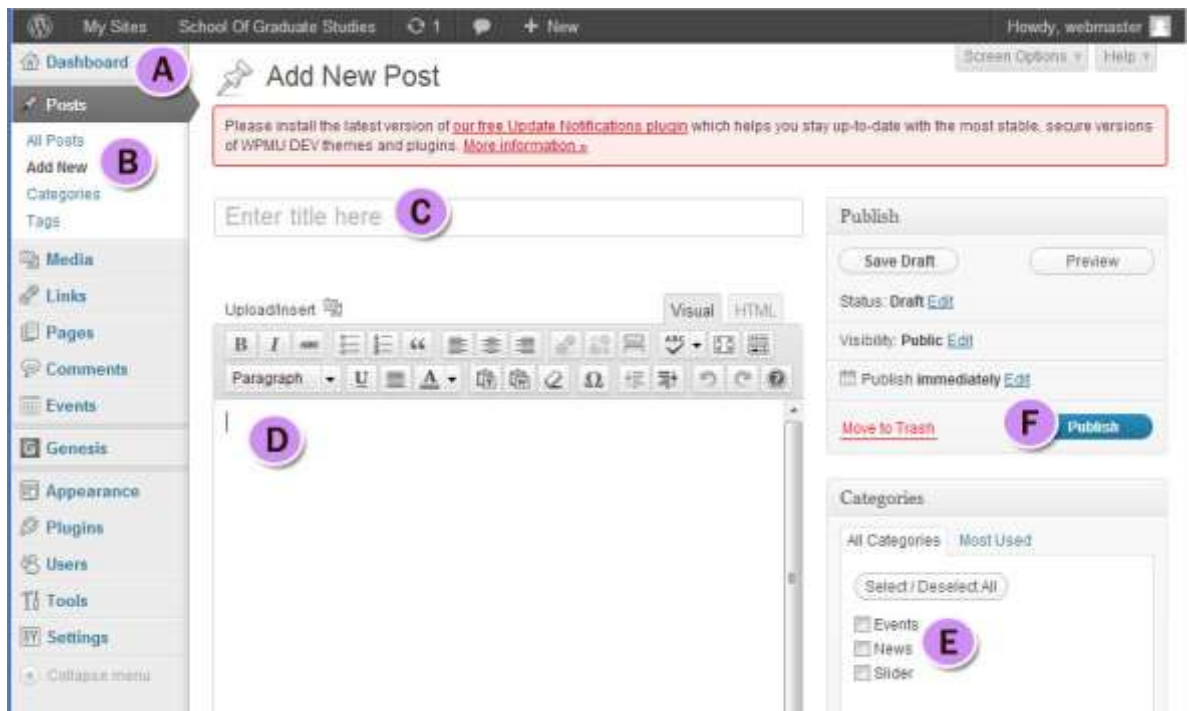 My Sites School Of Graduate Studies 1 + New Howdy, webmaster
Dashboard
A
Posts
All Posts
Add New
B
Categories
Tags
Media
Links
Pages
Comments
Events
Genesis
Appearance
Plugins
Users
Tools
Settings
Collapse menu
Screen Options Help
Add New Post
Please install the latest version of our free Update Notifications plugin which helps you stay up-to-date with the most stable, secure versions
of WPMU DEV themes and plugins. More information »
Enter title here C
Upload/Insert Visual HTML
B I ABC ABC
Paragraph U A Ω
D
Publish
Save Draft Preview
Status: Draft Edit
Visibility: Public Edit
Publish immediately Edit
Move to Trash F Publish
Categories
All Categories Most Used
Select / Deselect All
Events
News
E
Slider